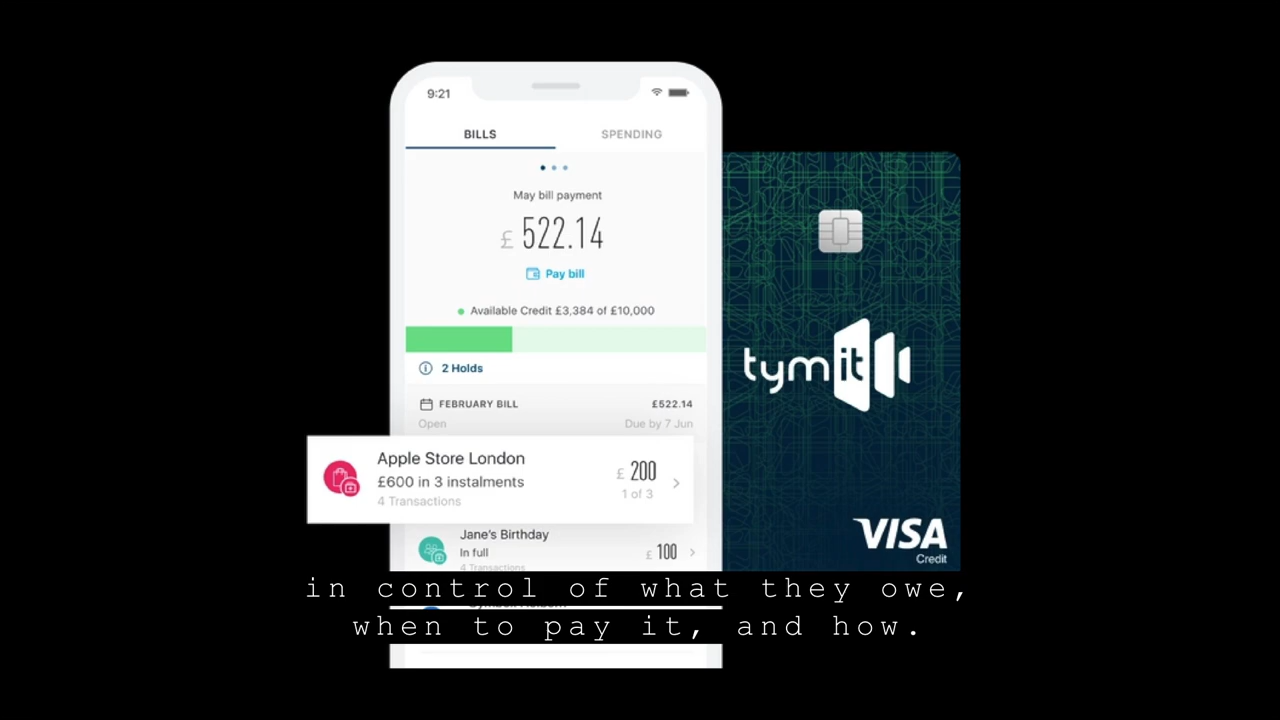 9:21
BILLS SPENDING
May bill payment
£ 522.14
Pay bill
Available Credit £3,384 of £10,000
2 Holds
FEBRUARY BILL £522.14
Open Due by 7 Jun
Apple Store London
£600 in 3 instalments
4 Transactions
£ 200
1 of 3
Jane's Birthday
In full
4 Transactions
£ 100
tymit
VISA
Credit
in control of what they owe,
when to pay it, and how.